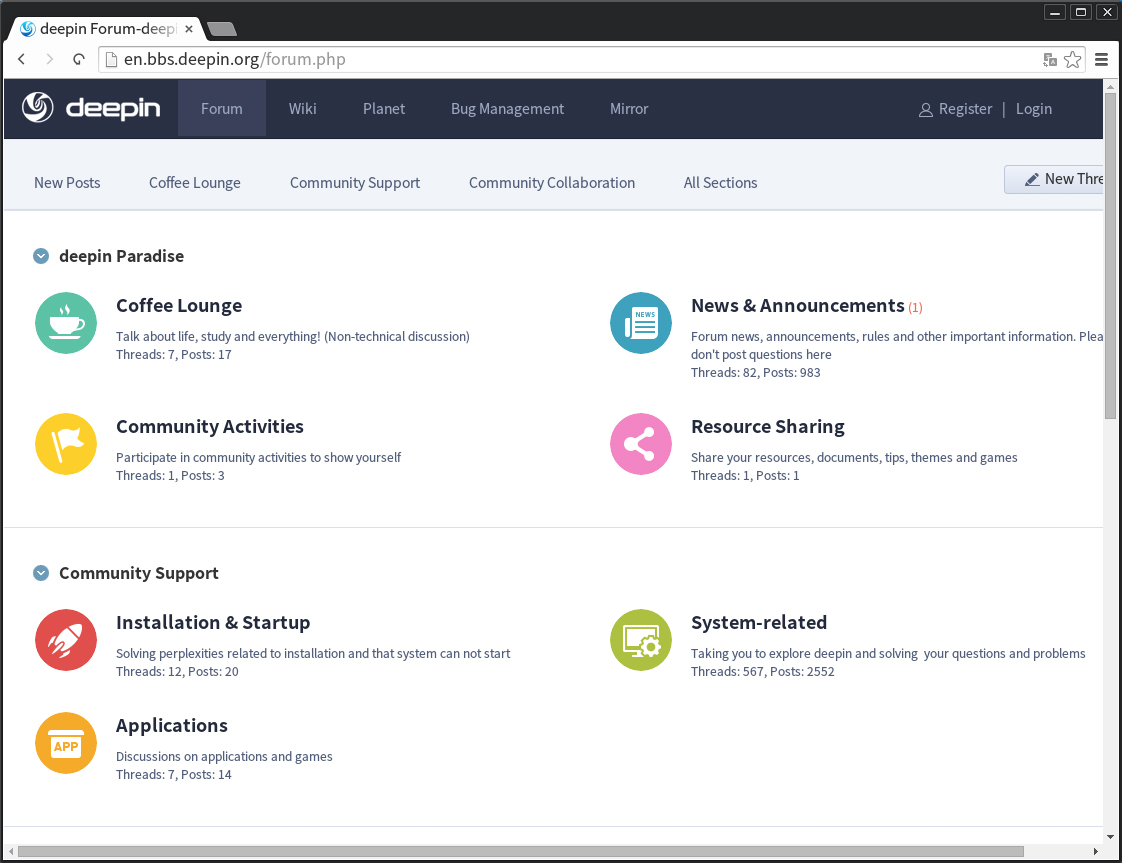 deepin Forum-deep
en.bbs.deepin.org/forum.php
deepin
Forum
Wiki
Planet
Bug Management
Mirror
Register | Login
New Posts
Coffee Lounge
Community Support
Community Collaboration
All Sections
New Thre
deepin Paradise
Coffee Lounge
Talk about life, study and everything! (Non-technical discussion)
Threads: 7, Posts: 17
NEWS
News & Announcements (1)
Forum news, announcements, rules and other important information. Plea
don't post questions here
Threads: 82, Posts: 983
Community Activities
Participate in community activities to show yourself
Threads: 1, Posts: 3
Resource Sharing
Share your resources, documents, tips, themes and games
Threads: 1, Posts: 1
Community Support
Installation & Startup
Solving perplexities related to installation and that system can not start
Threads: 12, Posts: 20
System-related
Taking you to explore deepin and solving  your questions and problems
Threads: 567, Posts: 2552
APP
Applications
Discussions on applications and games
Threads: 7, Posts: 14